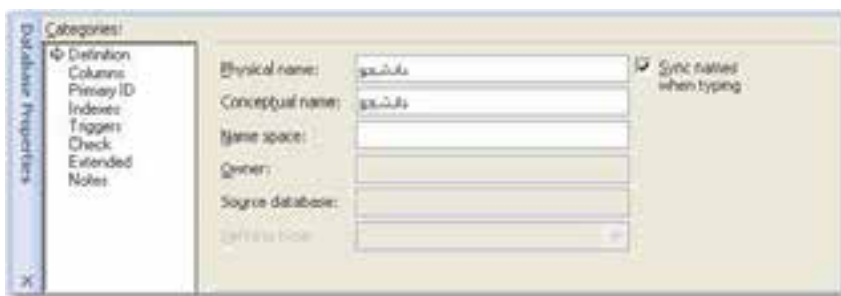 Database Properties
Categories:
Definition
Columns
Primary ID
Indexes
Triggers
Check
Extended
Notes
Physical name: دانشجو
Sync names when typing
Conceptual name: دانشجو
Name space:
Owner:
Source database: